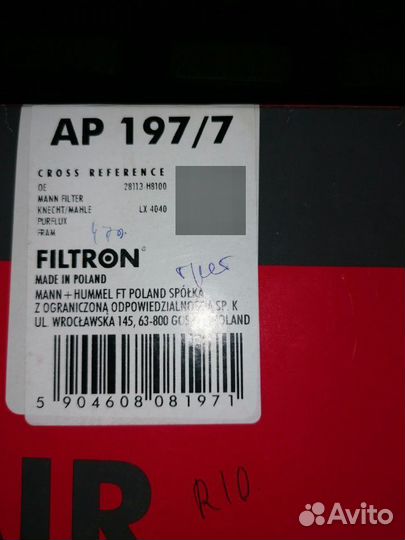 AP 197/7
CROSS REFERENCE
OE 28113-H8100
MANN FILTER
KNECHT/MAHLE LX 4040
PURFLUX
FRAM
FILTRON
MADE IN POLAND
MANN+HUMMEL FT POLAND SPÓŁKA
Z OGRANICZONĄ ODPOWIEDZIALNOŚCIĄ SP. K
UL. WROCŁAWSKA 145, 63-800 POLAND
5 904608 081971
R10
Avito